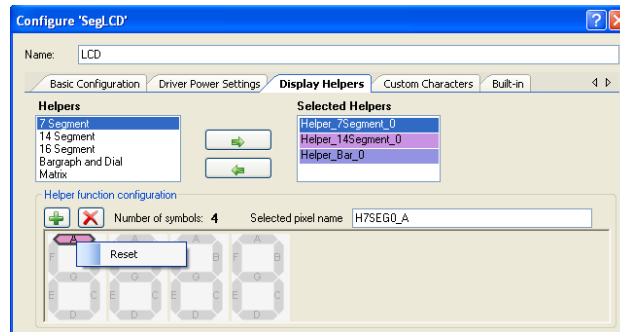 Configure 'SegLCD'
Name: LCD
Basic Configuration Driver Power Settings Display Helpers Custom Characters Built-in
Helpers Selected Helpers
7 Segment Helper_7Segment_0
14 Segment Helper_14Segment_0
16 Segment Helper_Bar_0
Bargraph and Dial
Matrix
Helper function configuration
Number of symbols: 4 Selected pixel name H7SEG0_A
A A A A
F Reset B F B
G G G G
E C E C E C E C
D D D D